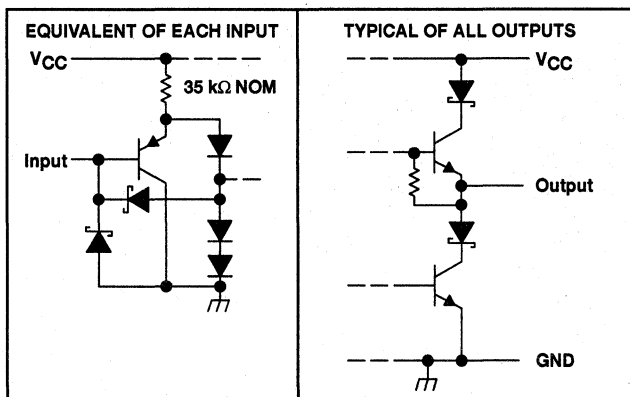 EQUIVALENT OF EACH INPUT
VCC
35 kΩ NOM
Input
TYPICAL OF ALL OUTPUTS
VCC
Output
GND